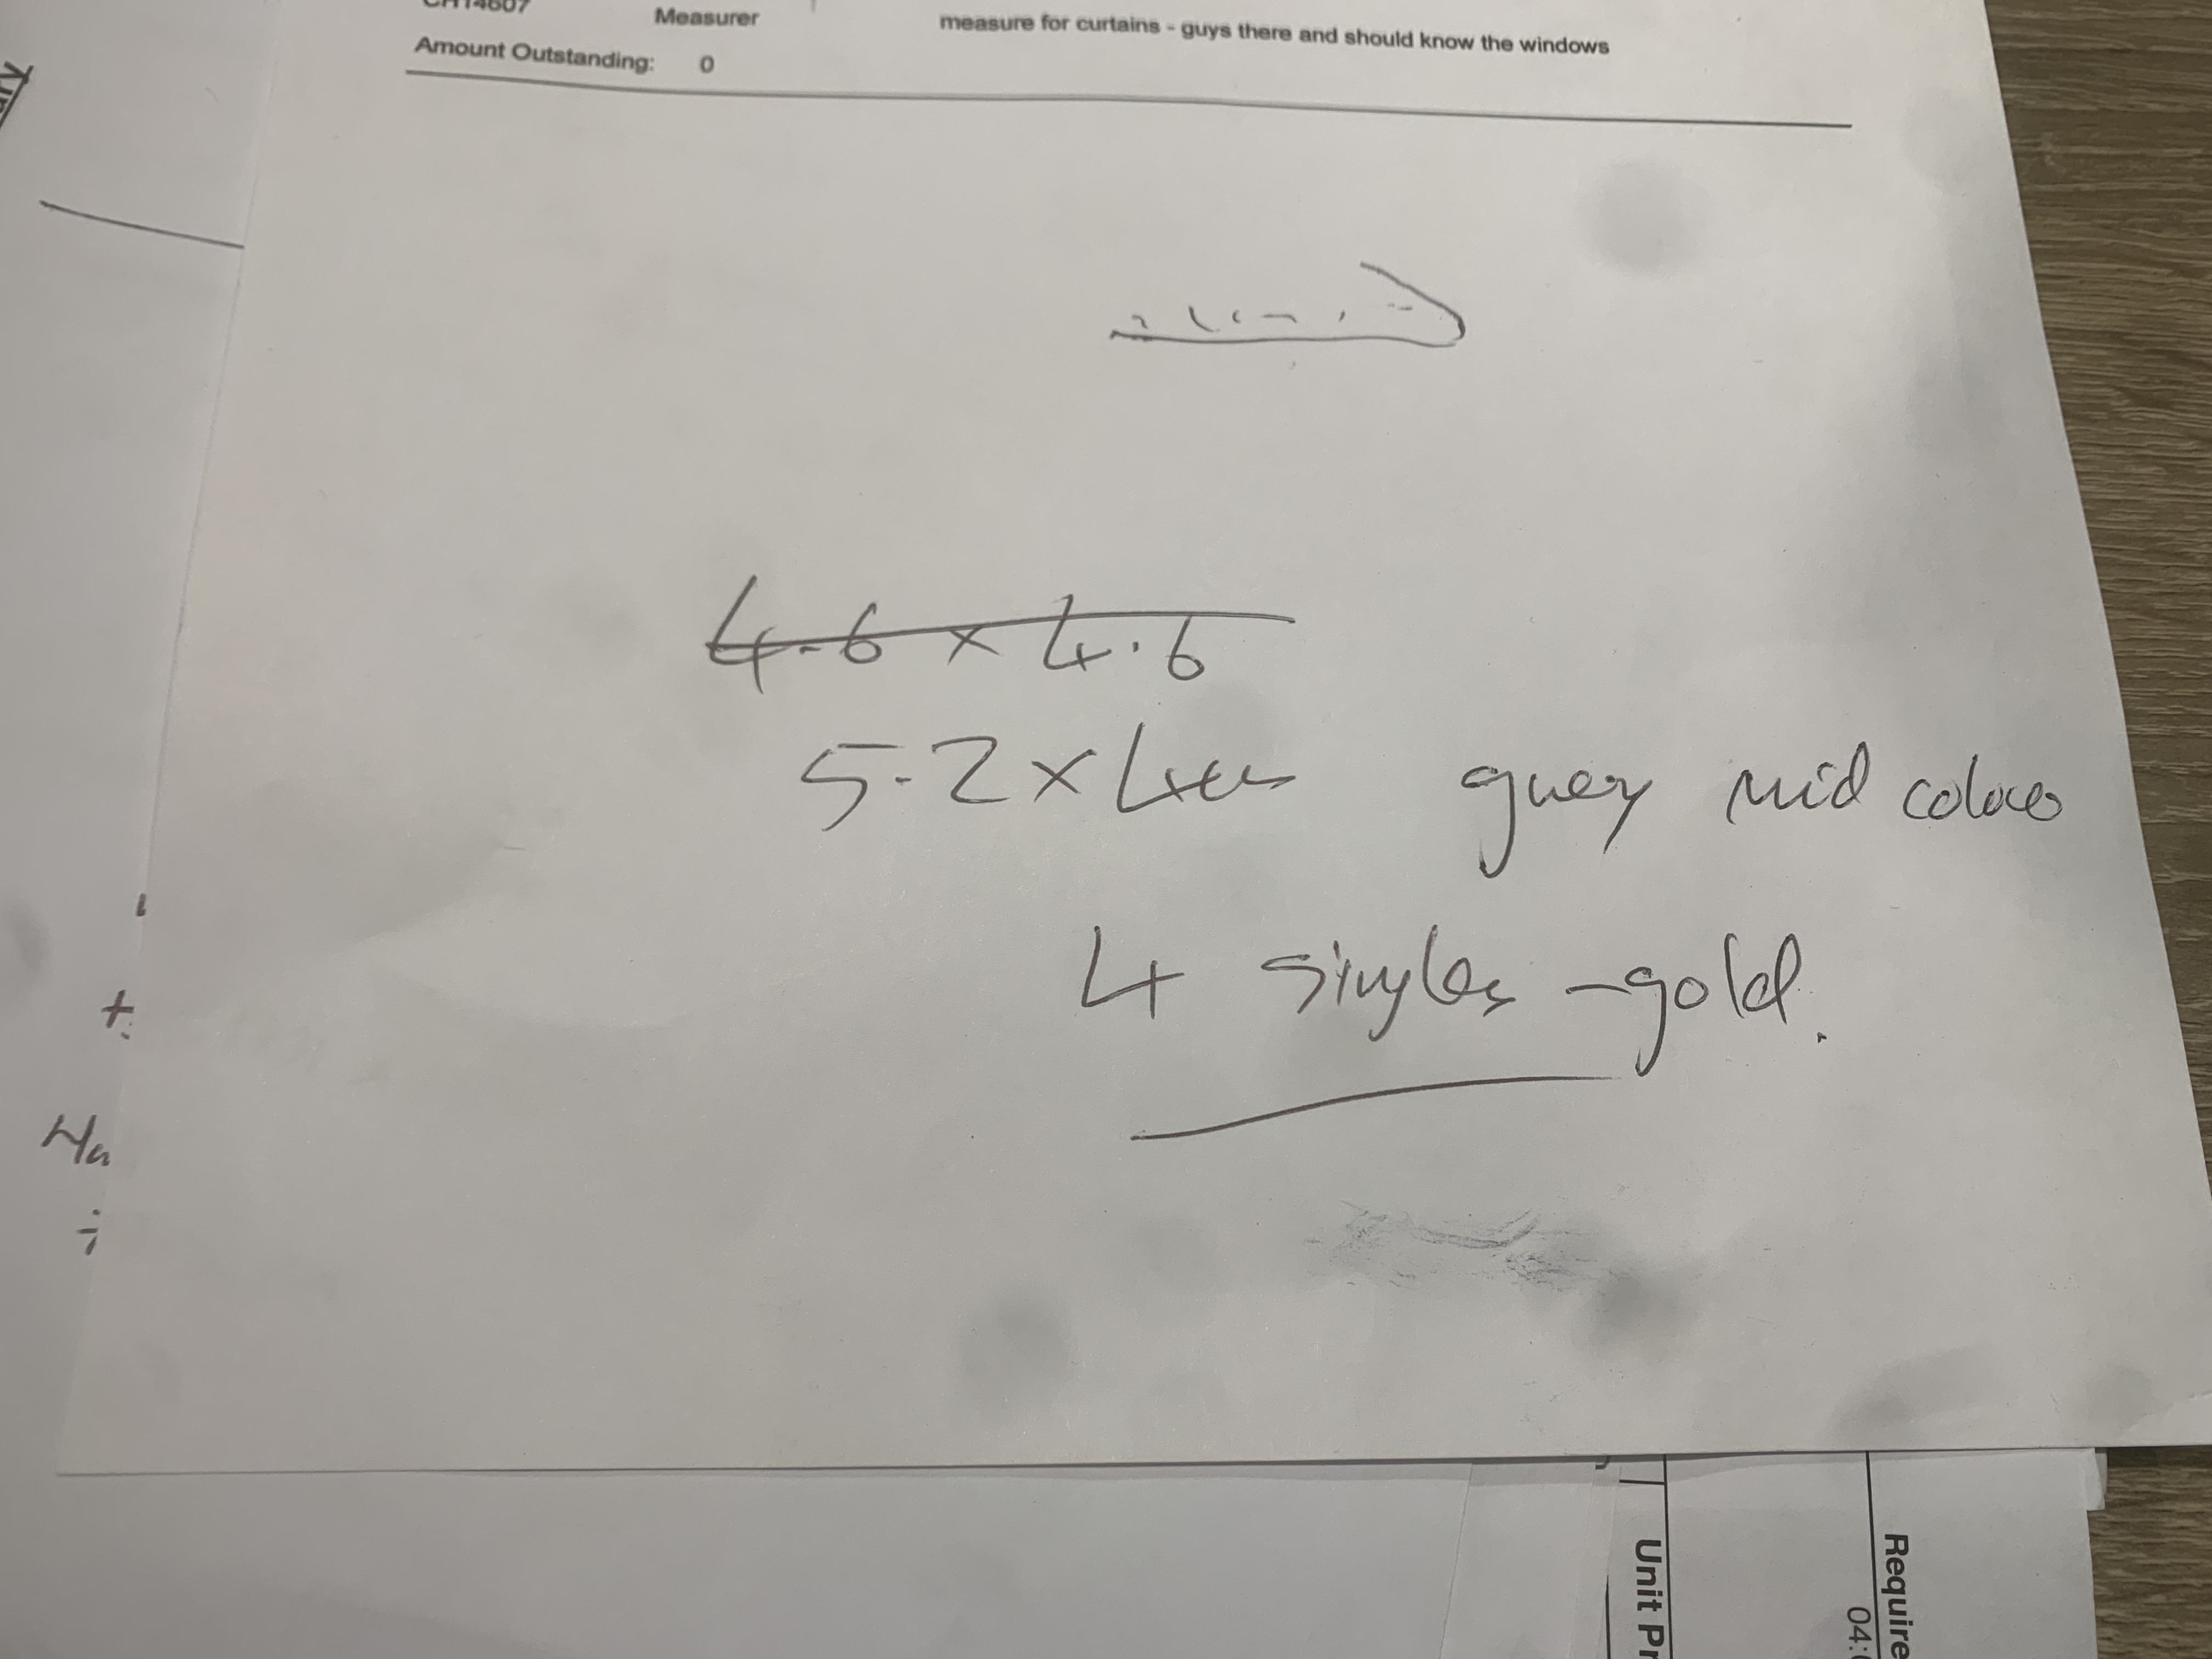 Measurer
measure for curtains - guys there and should know the windows
Amount Outstanding: 0
4.6 x 4.6
5.2 x
grey mid
4 singles - gold.
Ha
Unit Pr
Require